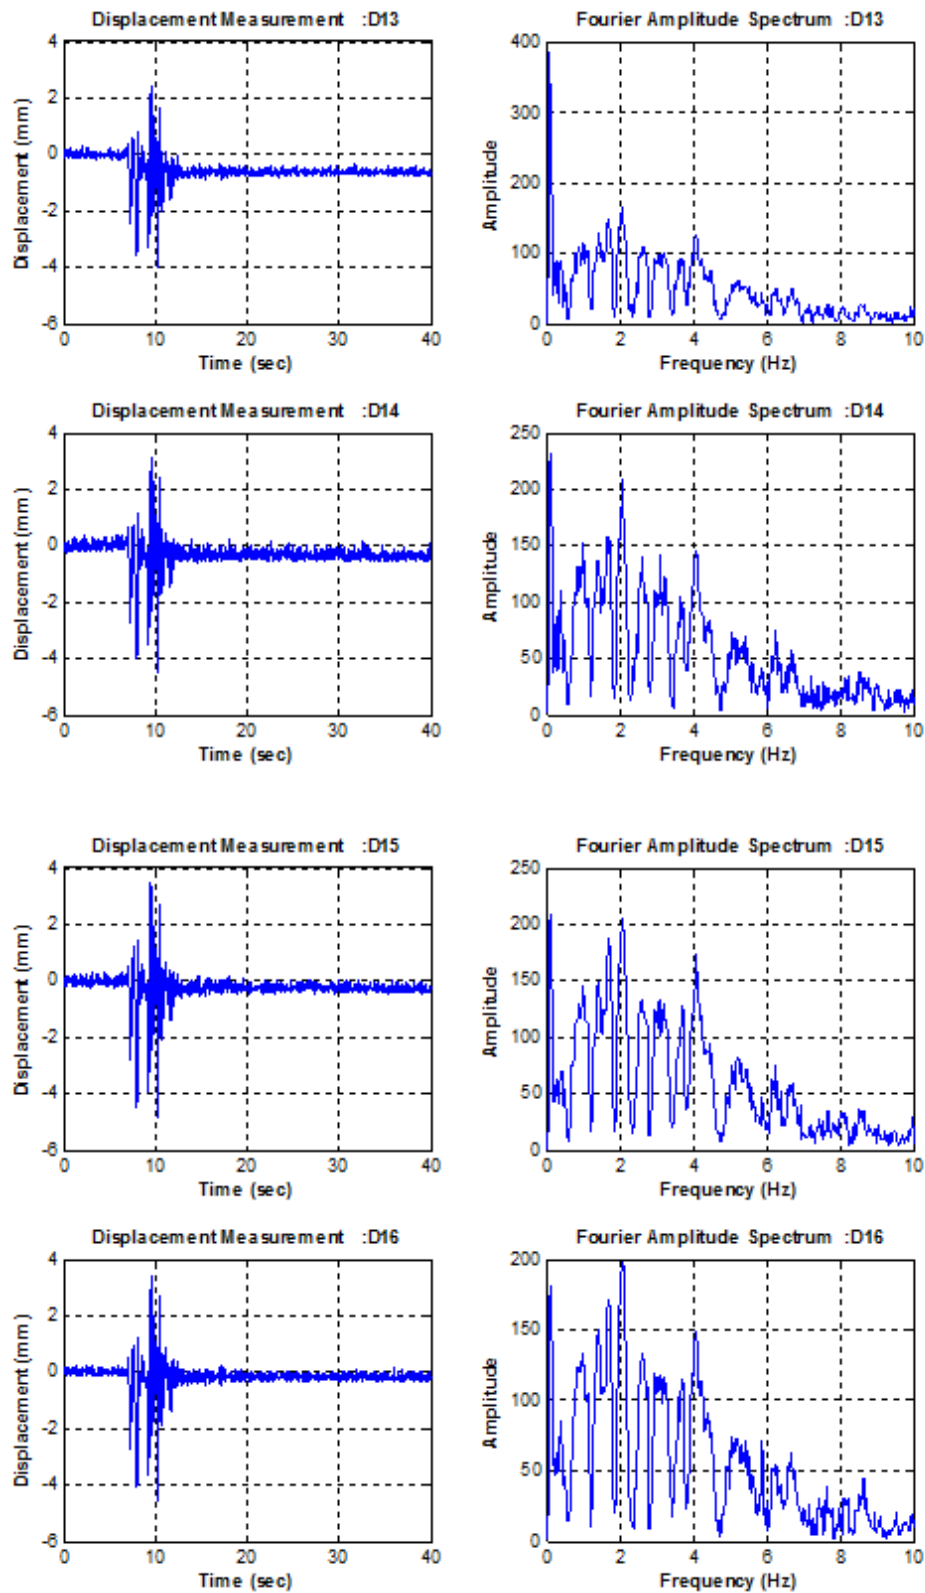 Displacement Measurement :D13
Fourier Amplitude Spectrum :D13
Displacement (mm)
4
2
0
-2
-4
-6
0 10 20 30 40
Time (sec)
Amplitude
400
300
200
100
0
0 2 4 6 8 10
Frequency (Hz)
Displacement Measurement :D14
Fourier Amplitude Spectrum :D14
Displacement (mm)
4
2
0
-2
-4
-6
0 10 20 30 40
Time (sec)
Amplitude
250
200
150
100
50
0
0 2 4 6 8 10
Frequency (Hz)
Displacement Measurement :D15
Fourier Amplitude Spectrum :D15
Displacement (mm)
4
2
0
-2
-4
-6
0 10 20 30 40
Time (sec)
Amplitude
250
200
150
100
50
0
0 2 4 6 8 10
Frequency (Hz)
Displacement Measurement :D16
Fourier Amplitude Spectrum :D16
Displacement (mm)
4
2
0
-2
-4
-6
0 10 20 30 40
Time (sec)
Amplitude
200
150
100
50
0
0 2 4 6 8 10
Frequency (Hz)